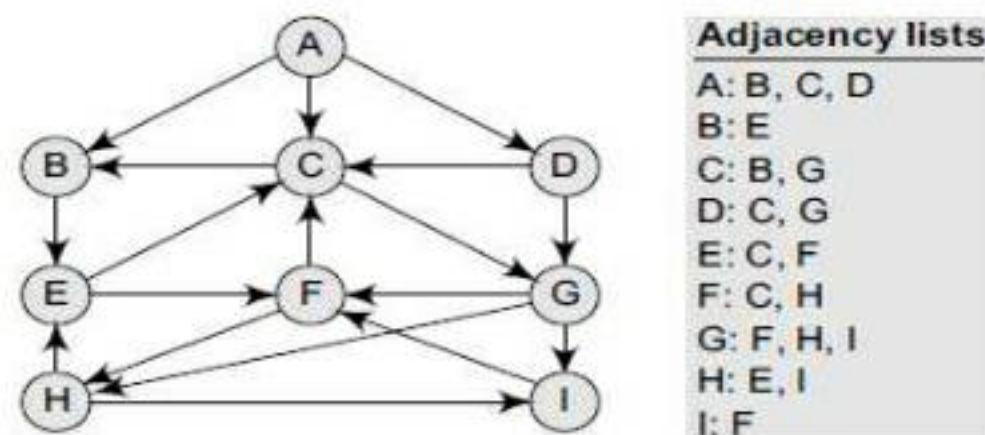 A
B C D
E F G
H I
Adjacency lists
A: B, C, D
B: E
C: B, G
D: C, G
E: C, F
F: C, H
G: F, H, I
H: E, I
I: F